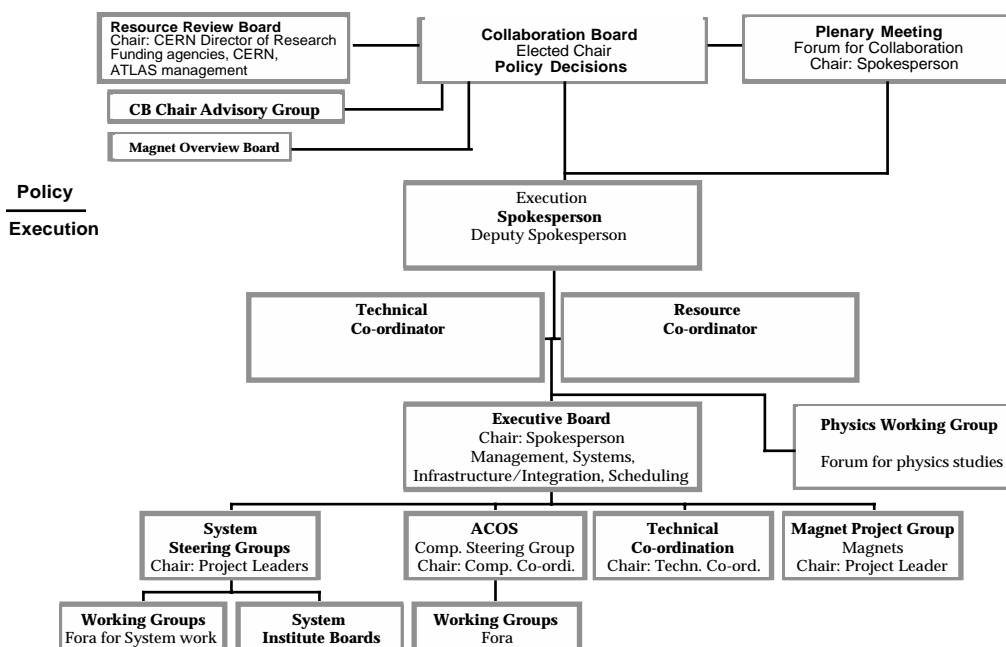 Resource Review Board
Chair: CERN Director of Research
Funding agencies, CERN,
ATLAS management
Collaboration Board
Elected Chair
Policy Decisions
Plenary Meeting
Forum for Collaboration
Chair: Spokesperson
CB Chair Advisory Group
Magnet Overview Board
Policy
Execution
Execution
Spokesperson
Deputy Spokesperson
Technical
Co-ordinator
Resource
Co-ordinator
Executive Board
Chair: Spokesperson
Management, Systems,
Infrastructure/Integration, Scheduling
Physics Working Group
Forum for physics studies
System
Steering Groups
Chair: Project Leaders
ACOS
Comp. Steering Group
Chair: Comp. Co-ordi.
Technical
Co-ordination
Chair: Techn. Co-ord.
Magnet Project Group
Magnets
Chair: Project Leader
Working Groups
Fora for System work
System
Institute Boards
Working Groups
Fora